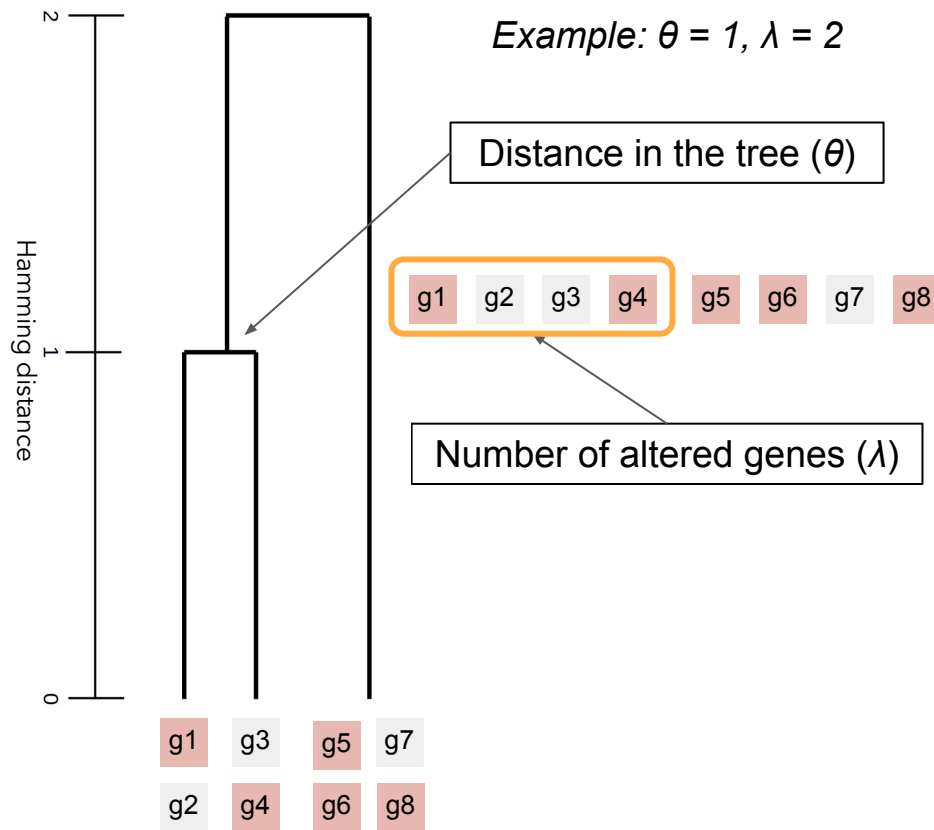 2
Example: θ = 1, λ = 2
Distance in the tree (θ)
Hamming distance
g1 g2 g3 g4 g5 g6 g7 g8
1
Number of altered genes (λ)
0
g1 g3 g5 g7
g2 g4 g6 g8